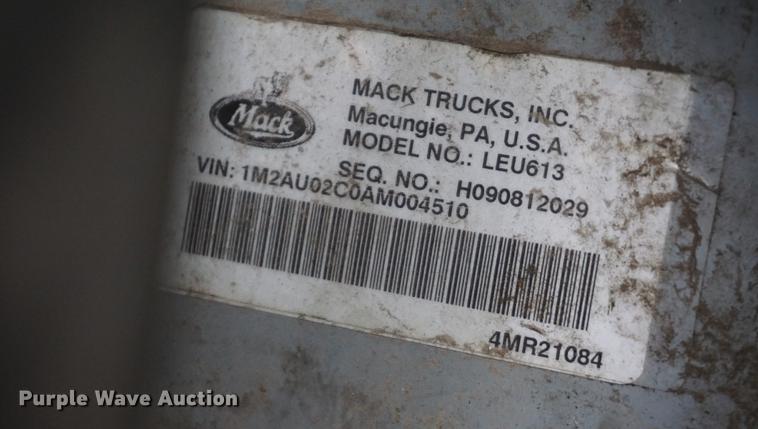 Mack
MACK TRUCKS, INC.
Macungie, PA, U.S.A.
MODEL NO.: LEU613
SEQ. NO.: H090812029
VIN: 1M2AU02C0AM004510
4MR21084
Purple Wave Auction